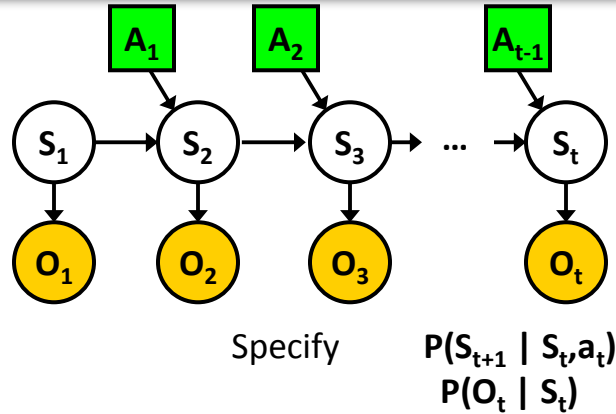 A₁ A₂ Aₜ₋₁
S₁ S₂ S₃ ... Sₜ
O₁ O₂ O₃ Oₜ
Specify P(Sₜ₊₁ | Sₜ,aₜ)
P(Oₜ | Sₜ)